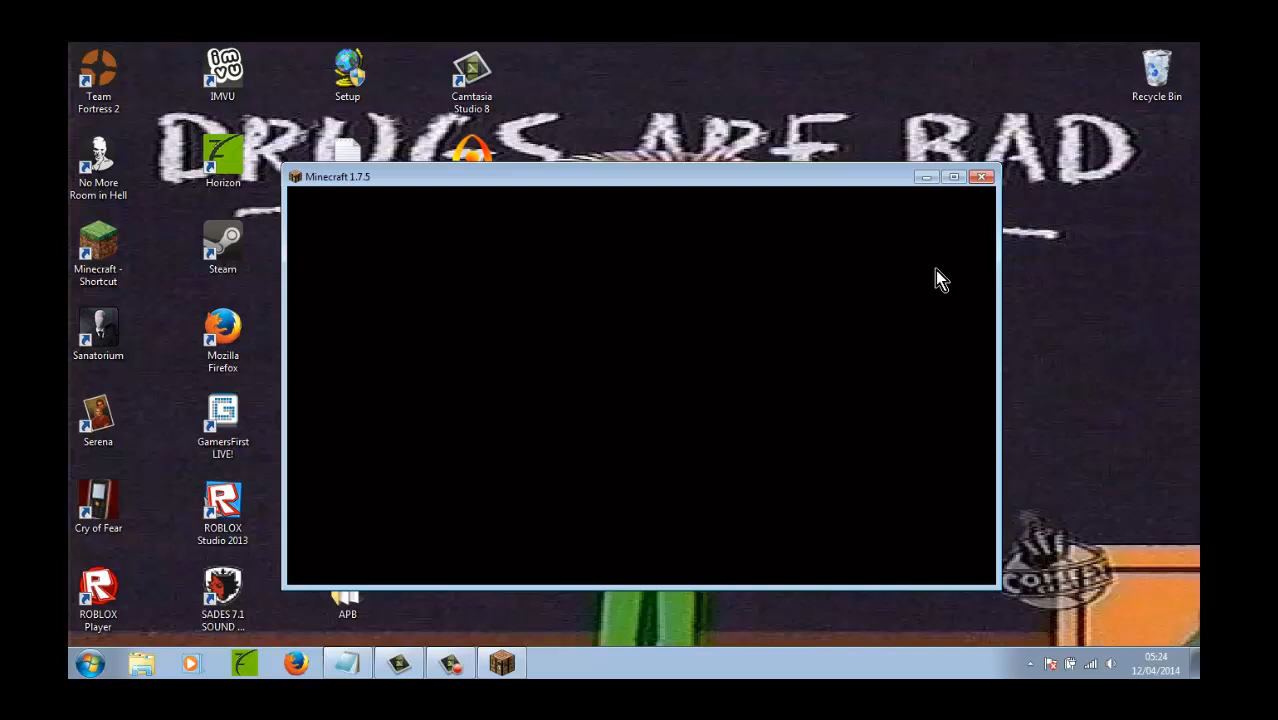 Team
Fortress 2
IMVU
Setup
Camtasia
Studio 8
Recycle Bin
DRUGS ARE BAD
No More
Room in Hell
Horizon
Minecraft 1.7.5
Minecraft -
Shortcut
Steam
Sanatorium
Mozilla
Firefox
Serena
GamersFirst
LIVE!
Cry of Fear
ROBLOX
Studio 2013
ROBLOX
Player
SADES 7.1
SOUND ...
APB
05:24
12/04/2014